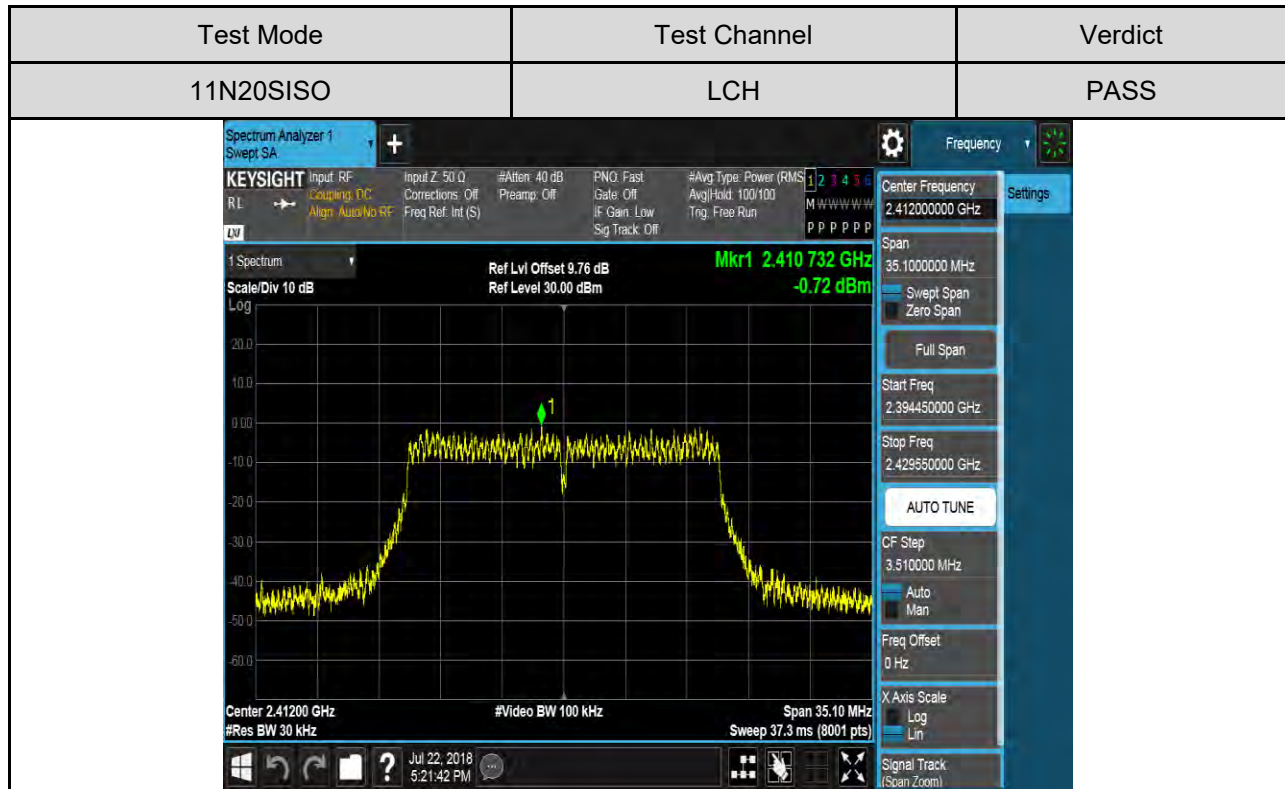 Test Mode Test Channel Verdict
11N20SISO LCH PASS
Spectrum Analyzer 1
Swept SA
+
Frequency
KEYSIGHT
RL
LXI
Input: RF
Coupling: DC
Align: Auto/No RF
Input Z: 50 Ω
Corrections: Off
Freq Ref: Int (S)
#Atten: 40 dB
Preamp: Off
PNO: Fast
Gate: Off
IF Gain: Low
Sig Track: Off
#Avg Type: Power (RMS
Avg|Hold: 100/100
Trig: Free Run
1 2 3 4 5 6
M W W W W W
P P P P P P
Settings
1 Spectrum
Scale/Div 10 dB
Log
Ref Lvl Offset 9.76 dB
Ref Level 30.00 dBm
Mkr1 2.410 732 GHz
-0.72 dBm
20.0
10.0
0.00
-10.0
-20.0
-30.0
-40.0
-50.0
-60.0
1
Center 2.41200 GHz
#Res BW 30 kHz
#Video BW 100 kHz
Span 35.10 MHz
Sweep 37.3 ms (8001 pts)
Center Frequency
2.412000000 GHz
Span
35.1000000 MHz
Swept Span
Zero Span
Full Span
Start Freq
2.394450000 GHz
Stop Freq
2.429550000 GHz
AUTO TUNE
CF Step
3.510000 MHz
Auto
Man
Freq Offset
0 Hz
X Axis Scale
Log
Lin
Signal Track
(Span Zoom)
?
Jul 22, 2018
5:21:42 PM